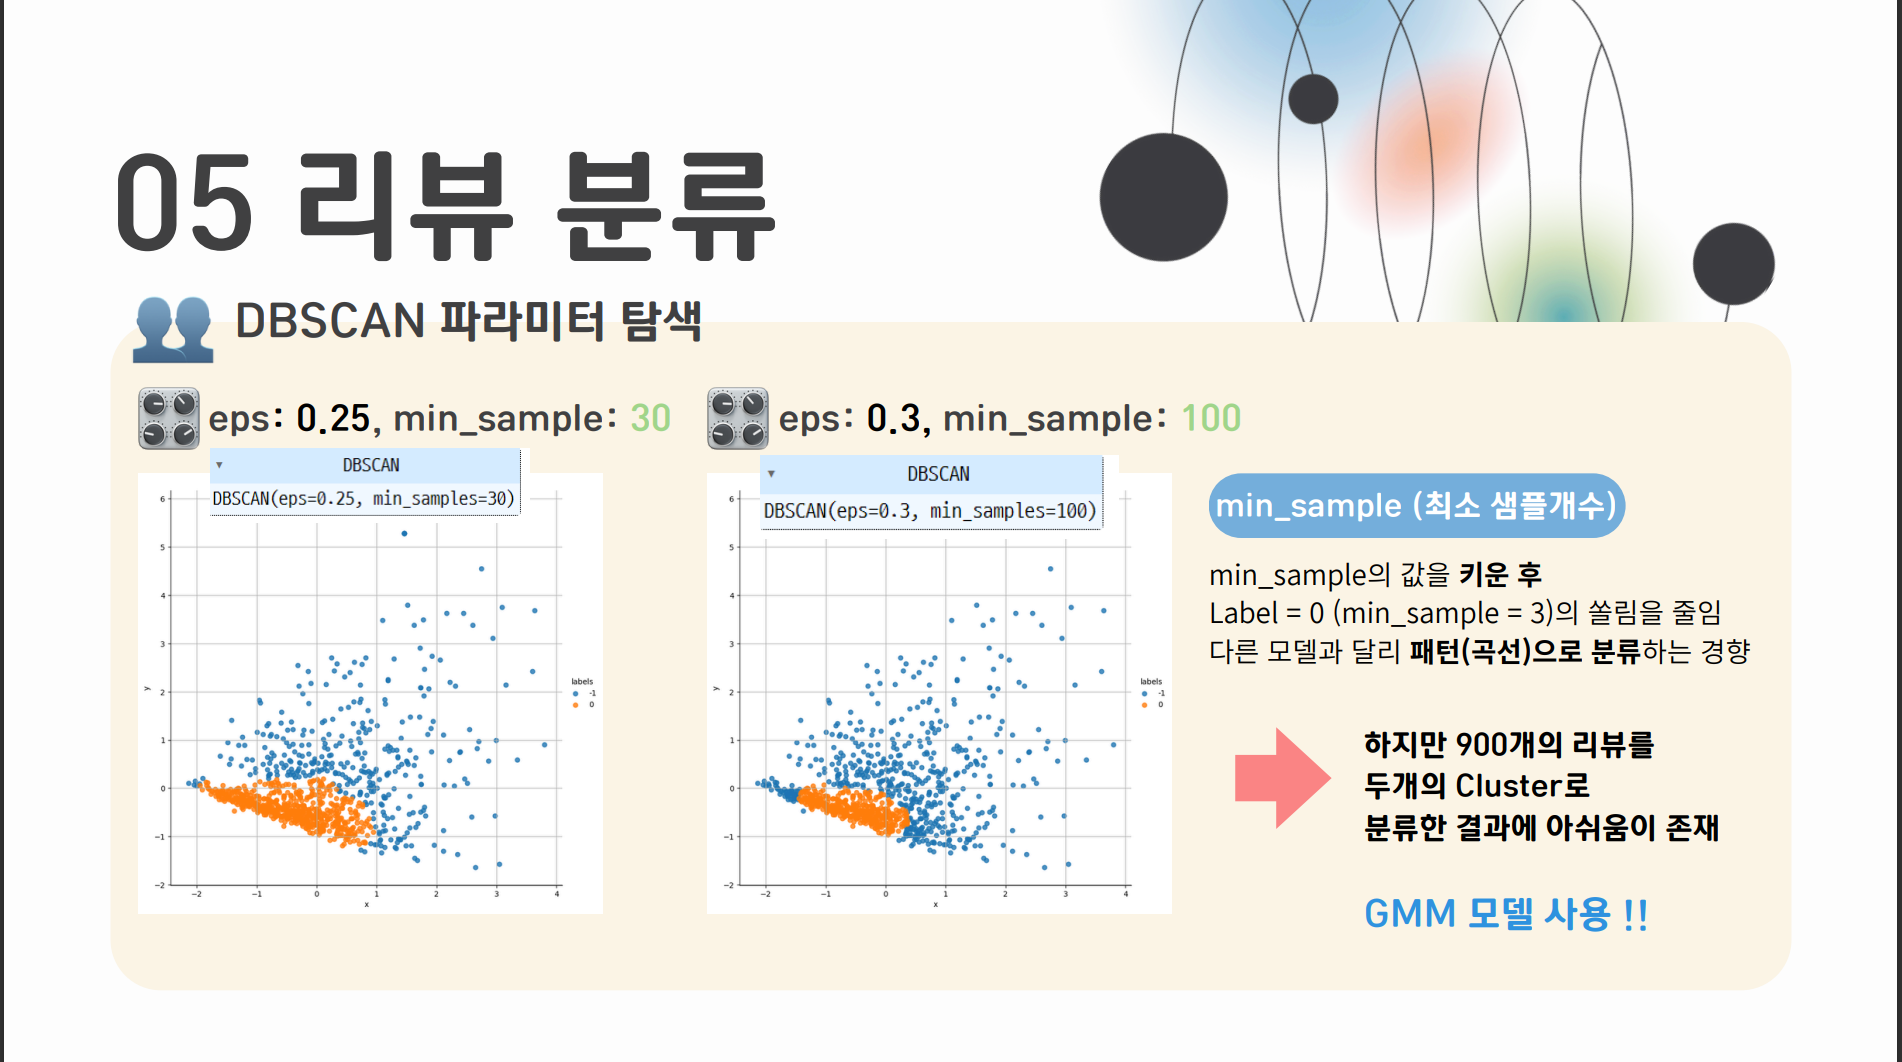 05 리뷰 분류
DBSCAN 파라미터 탐색
eps: 0.25, min_sample: 30
DBSCAN
DBSCAN(eps=0.25, min_samples=30)
6
5
4
3
2
1
0
−1
−2
y
−2 −1 0 1 2 3 4
x
labels
-1
0
eps: 0.3, min_sample: 100
DBSCAN
DBSCAN(eps=0.3, min_samples=100)
6
5
4
3
2
1
0
−1
−2
y
−2 −1 0 1 2 3 4
x
labels
-1
0
min_sample (최소 샘플개수)
min_sample의 값을 키운 후
Label = 0 (min_sample = 3)의 쏠림을 줄임
다른 모델과 달리 패턴(곡선)으로 분류하는 경향
하지만 900개의 리뷰를
두개의 Cluster로
분류한 결과에 아쉬움이 존재
GMM 모델 사용 !!